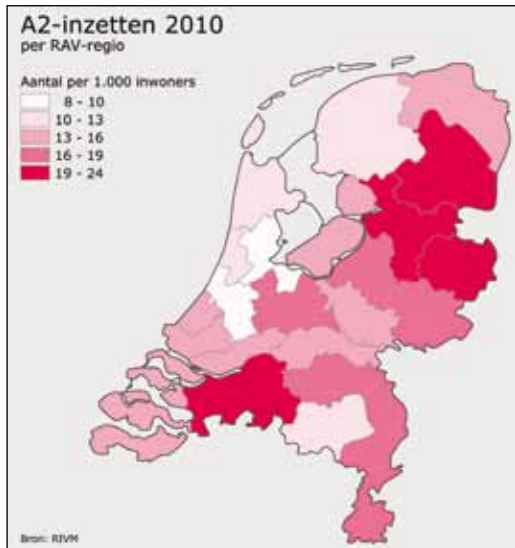 A2-inzetten 2010
per RAV-regio
Aantal per 1.000 inwoners
8 - 10
10 - 13
13 - 16
16 - 19
19 - 24
Bron: RIVM